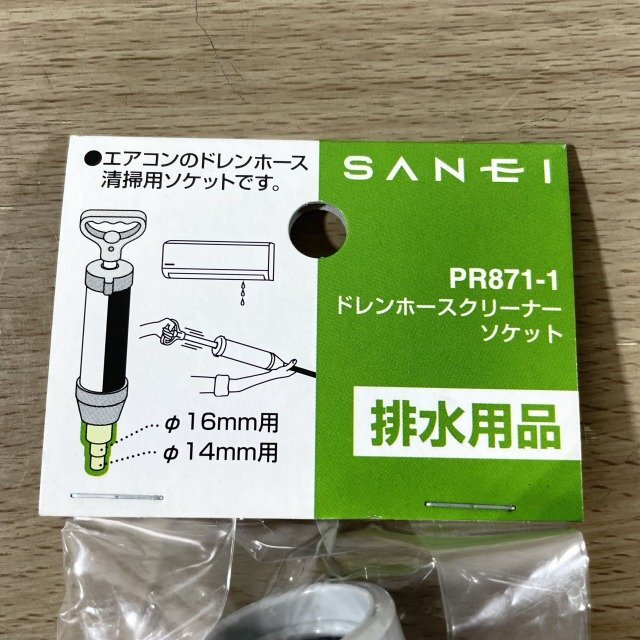 ●エアコンのドレンホース
清掃用ソケットです。
φ16mm用
φ14mm用
SANEI
PR871-1
ドレンホースクリーナー
ソケット
排水用品